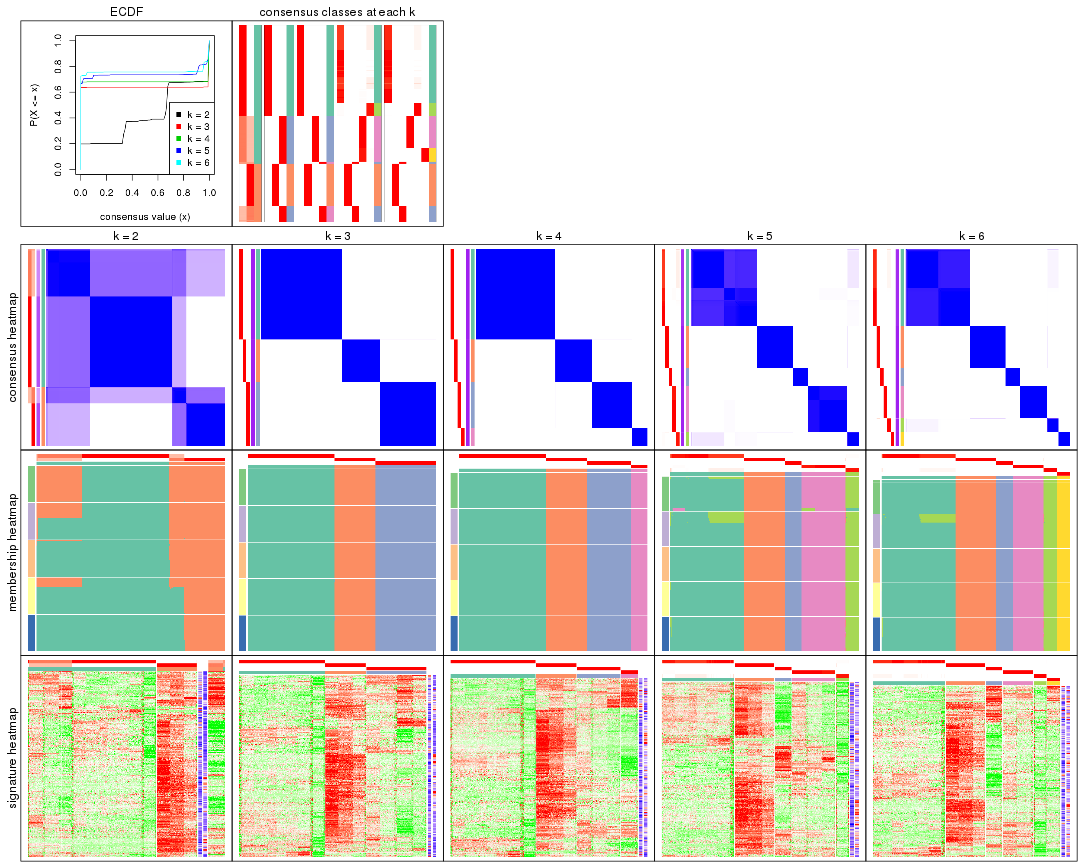 ECDF
consensus classes at each k
P(X <= x)
1.0
0.8
0.6
0.4
0.2
0.0
k = 2
k = 3
k = 4
k = 5
k = 6
0.0 0.2 0.4 0.6 0.8 1.0
consensus value (x)
k = 2 k = 3 k = 4 k = 5 k = 6
consensus heatmap
membership heatmap
signature heatmap